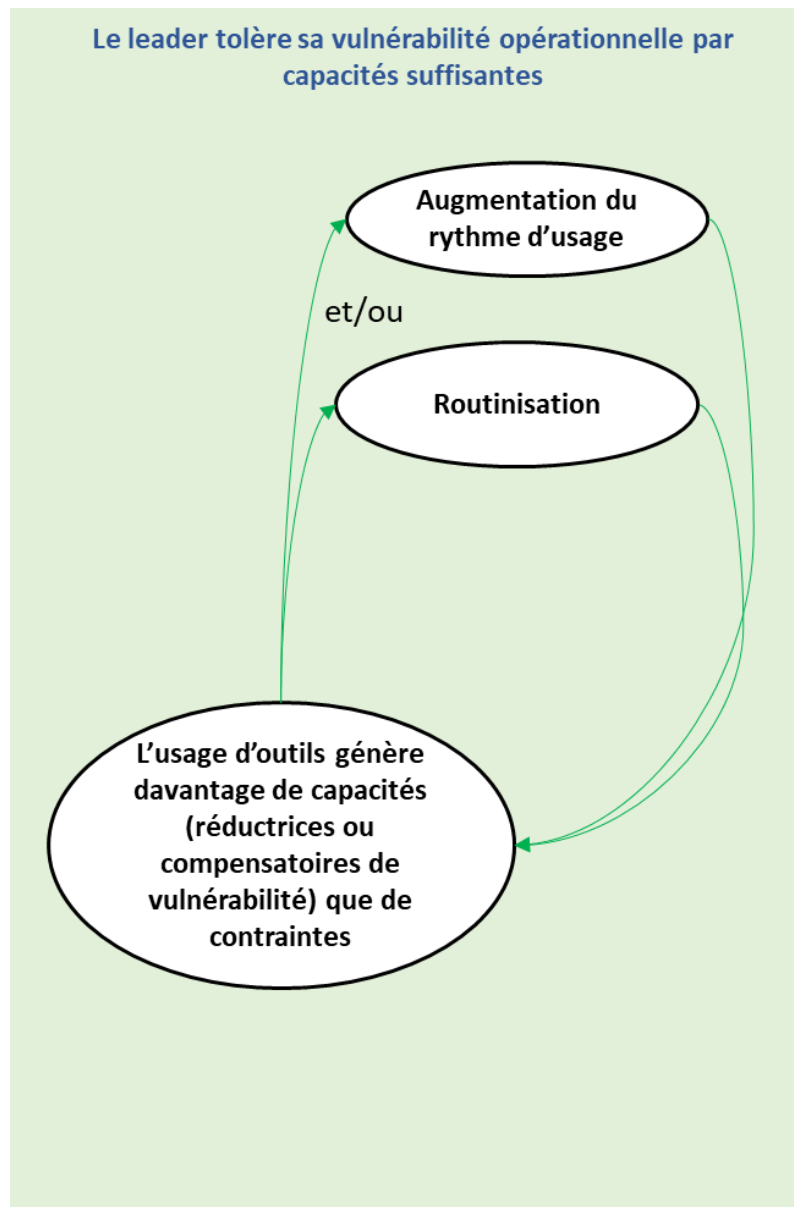 Le leader tolère sa vulnérabilité opérationnelle par
capacités suffisantes
Augmentation du
rythme d’usage
et/ou
Routinisation
L’usage d’outils génère
davantage de capacités
(réductrices ou
compensatoires de
vulnérabilité) que de
contraintes